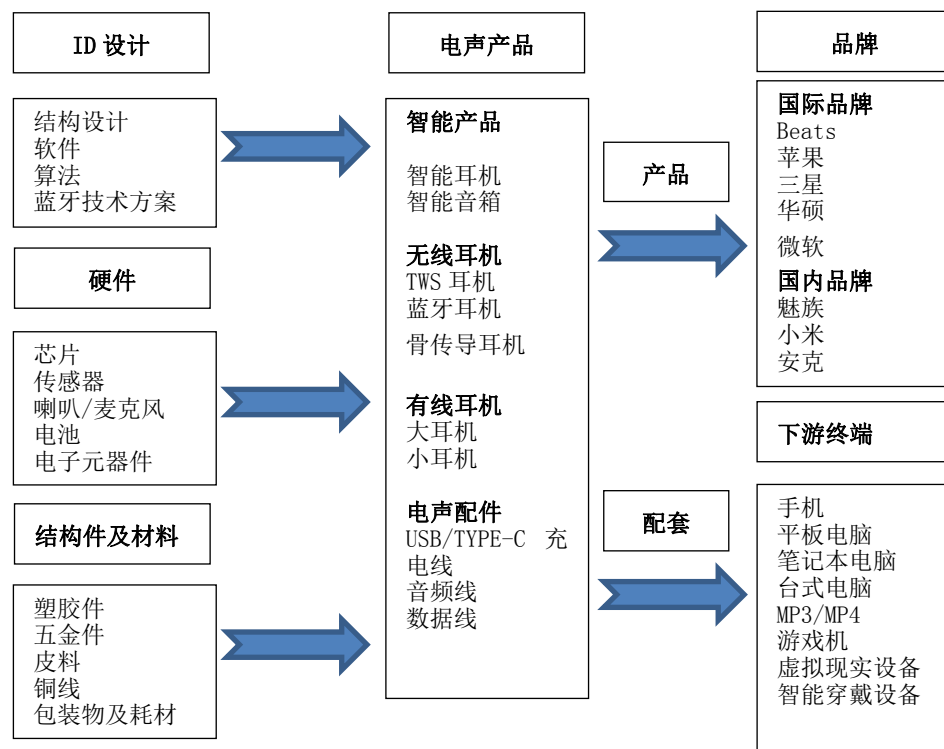 ID 设计
结构设计
软件
算法
蓝牙技术方案
硬件
芯片
传感器
喇叭/麦克风
电池
电子元器件
结构件及材料
塑胶件
五金件
皮料
铜线
包装物及耗材
电声产品
智能产品
智能耳机
智能音箱
无线耳机
TWS 耳机
蓝牙耳机
骨传导耳机
有线耳机
大耳机
小耳机
电声配件
USB/TYPE-C 充
电线
音频线
数据线
产品
配套
品牌
国际品牌
Beats
苹果
三星
华硕
微软
国内品牌
魅族
小米
安克
下游终端
手机
平板电脑
笔记本电脑
台式电脑
MP3/MP4
游戏机
虚拟现实设备
智能穿戴设备